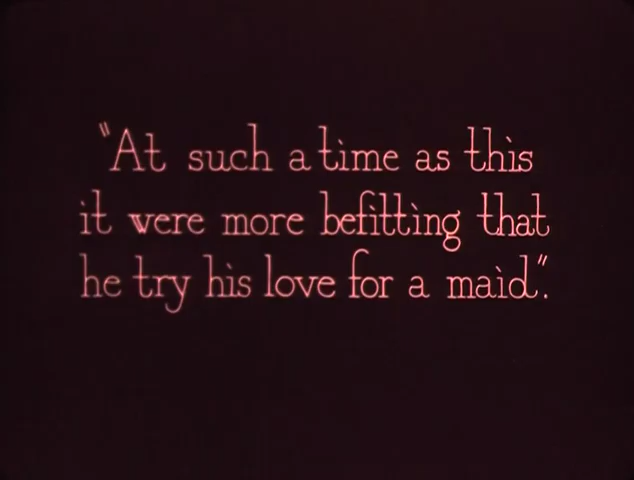 "At such a time as this
it were more befitting that
he try his love for a maid".